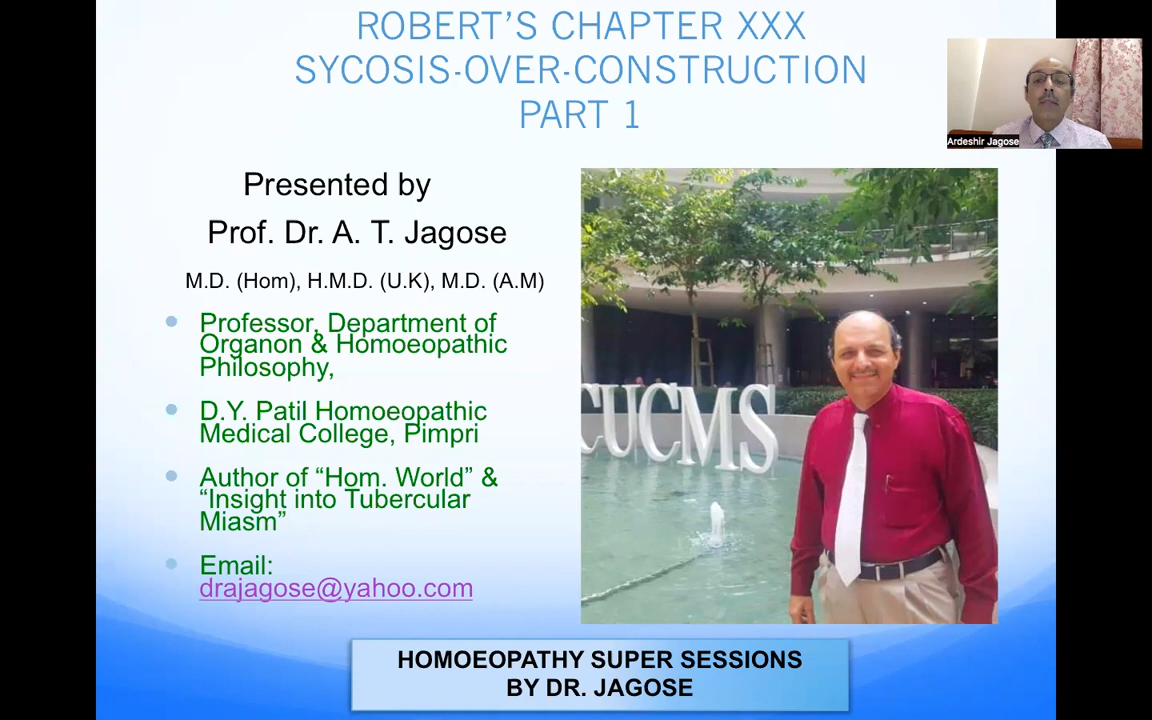 ROBERT’S CHAPTER XXX
SYCOSIS-OVER-CONSTRUCTION
PART 1
Ardeshir Jagose
Presented by
Prof. Dr. A. T. Jagose
M.D. (Hom), H.M.D. (U.K), M.D. (A.M)
Professor, Department of
Organon & Homoeopathic
Philosophy,
D.Y. Patil Homoeopathic
Medical College, Pimpri
Author of “Hom. World” &
“Insight into Tubercular
Miasm”
Email:
drajagose@yahoo.com
CUCMS
HOMOEOPATHY SUPER SESSIONS
BY DR. JAGOSE